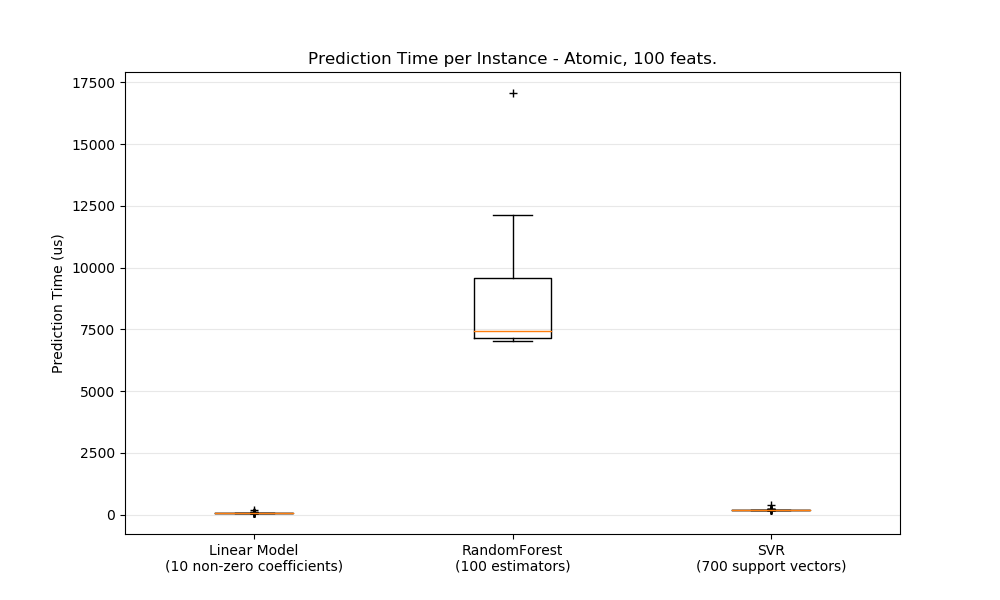 Prediction Time per Instance - Atomic, 100 feats.
17500
15000
12500
10000
7500
5000
2500
0
Prediction Time (us)
Linear Model
(10 non-zero coefficients)
RandomForest
(100 estimators)
SVR
(700 support vectors)